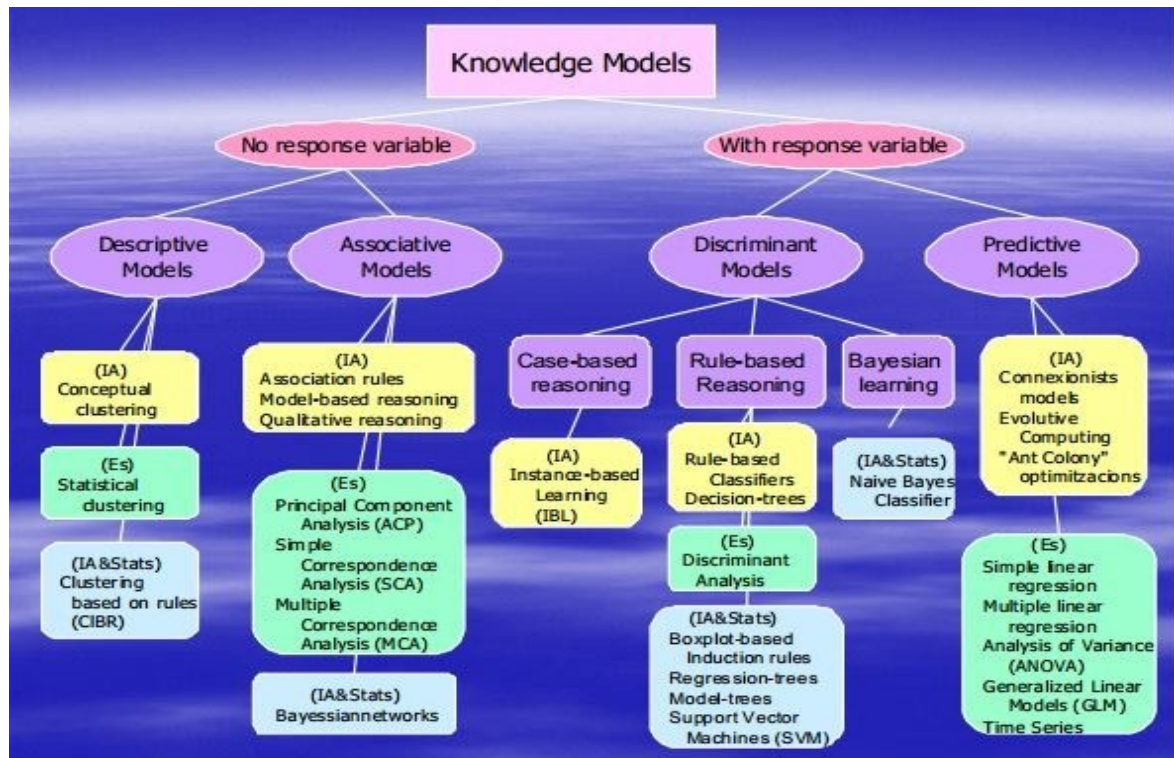 Knowledge Models
No response variable
With response variable
Descriptive
Models
Associative
Models
Discriminant
Models
Predictive
Models
(IA)
Conceptual
clustering
(Es)
Statistical
clustering
(IA&Stats)
Clustering
based on rules
(ClBR)
(IA)
Association rules
Model-based reasoning
Qualitative reasoning
(Es)
Principal Component
Analysis (ACP)
Simple
Correspondence
Analysis (SCA)
Multiple
Correspondence
Analysis (MCA)
(IA&Stats)
Bayessiannetworks
Case-based
reasoning
(IA)
Instance-based
Learning
(IBL)
Rule-based
Reasoning
(IA)
Rule-based
Classifiers
Decision-trees
(Es)
Discriminant
Analysis
(IA&Stats)
Boxplot-based
Induction rules
Regression-trees
Model-trees
Support Vector
Machines (SVM)
Bayesian
learning
(IA&Stats)
Naive Bayes
Classifier
(IA)
Connexionists
models
Evolutive
Computing
"Ant Colony"
optimitzacions
(Es)
Simple linear
regression
Multiple linear
regression
Analysis of Variance
(ANOVA)
Generalized Linear
Models (GLM)
Time Series